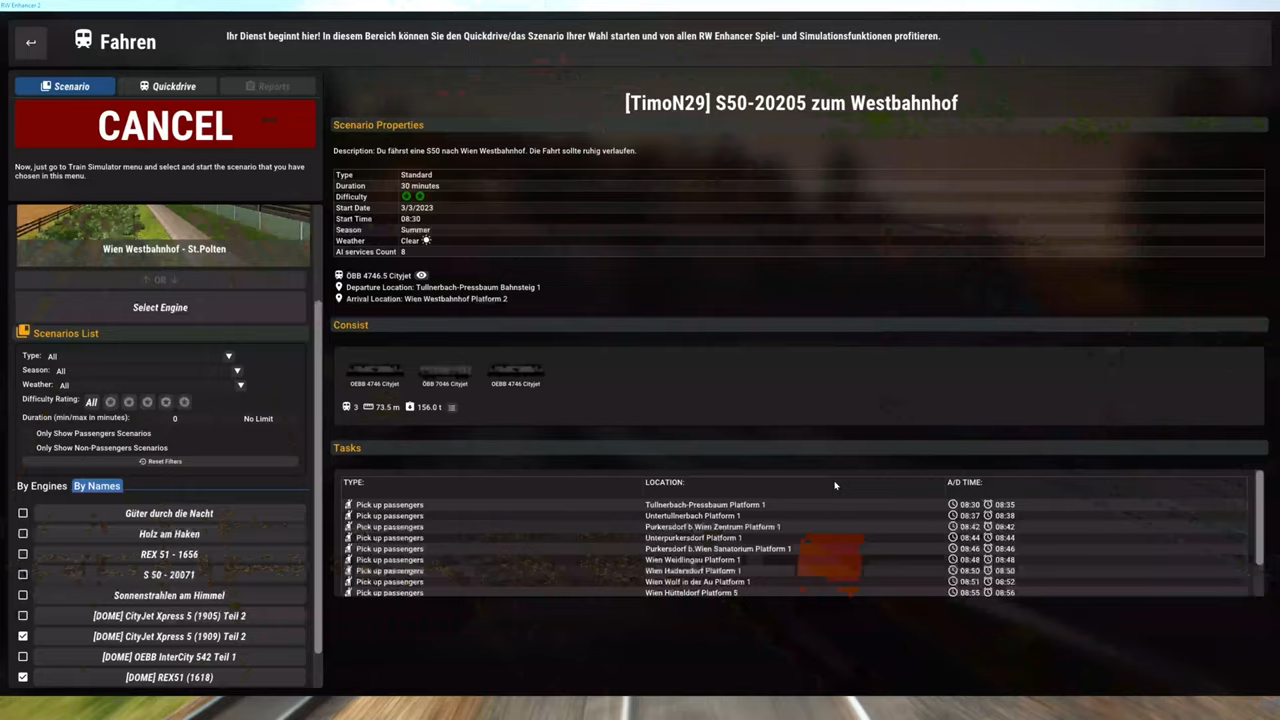 RW Enhancer 2
Fahren
Ihr Dienst beginnt hier! In diesem Bereich können Sie den Quickdrive/das Szenario Ihrer Wahl starten und von allen RW Enhancer Spiel- und Simulationsfunktionen profitieren.
Scenario Quickdrive Reports
CANCEL
Now, just go to Train Simulator menu and select and start the scenario that you have
chosen in this menu.
Wien Westbahnhof - St.Polten
↑ OR ↓
Select Engine
Scenarios List
Type: All
Season: All
Weather: All
Difficulty Rating: All
Duration (min/max in minutes): 0 No Limit
Only Show Passengers Scenarios
Only Show Non-Passengers Scenarios
Reset Filters
By Engines By Names
Güter durch die Nacht
Holz am Haken
REX 51 - 1656
S 50 - 20071
Sonnenstrahlen am Himmel
[DOME] CityJet Xpress 5 (1905) Teil 2
[DOME] CityJet Xpress 5 (1909) Teil 2
[DOME] OEBB InterCity 542 Teil 1
[DOME] REX51 (1618)
[TimoN29] S50-20205 zum Westbahnhof
Scenario Properties
Description: Du fährst eine S50 nach Wien Westbahnhof. Die Fahrt sollte ruhig verlaufen.
Type Standard
Duration 30 minutes
Difficulty
Start Date 3/3/2023
Start Time 08:30
Season Summer
Weather Clear
AI services Count 8
ÖBB 4746.5 Cityjet
Departure Location: Tullnerbach-Pressbaum Bahnsteig 1
Arrival Location: Wien Westbahnhof Platform 2
Consist
OEBB 4746 Cityjet ÖBB 7046 Cityjet OEBB 4746 Cityjet
3 73.5 m 156.0 t
Tasks
TYPE: LOCATION: A/D TIME:
Pick up passengers Tullnerbach-Pressbaum Platform 1 08:30 08:35
Pick up passengers Untertullnerbach Platform 1 08:37 08:38
Pick up passengers Purkersdorf b.Wien Zentrum Platform 1 08:42 08:42
Pick up passengers Unterpurkersdorf Platform 1 08:44 08:44
Pick up passengers Purkersdorf b.Wien Sanatorium Platform 1 08:46 08:46
Pick up passengers Wien Weidlingau Platform 1 08:48 08:48
Pick up passengers Wien Hadersdorf Platform 1 08:50 08:50
Pick up passengers Wien Wolf in der Au Platform 1 08:51 08:52
Pick up passengers Wien Hütteldorf Platform 5 08:55 08:56